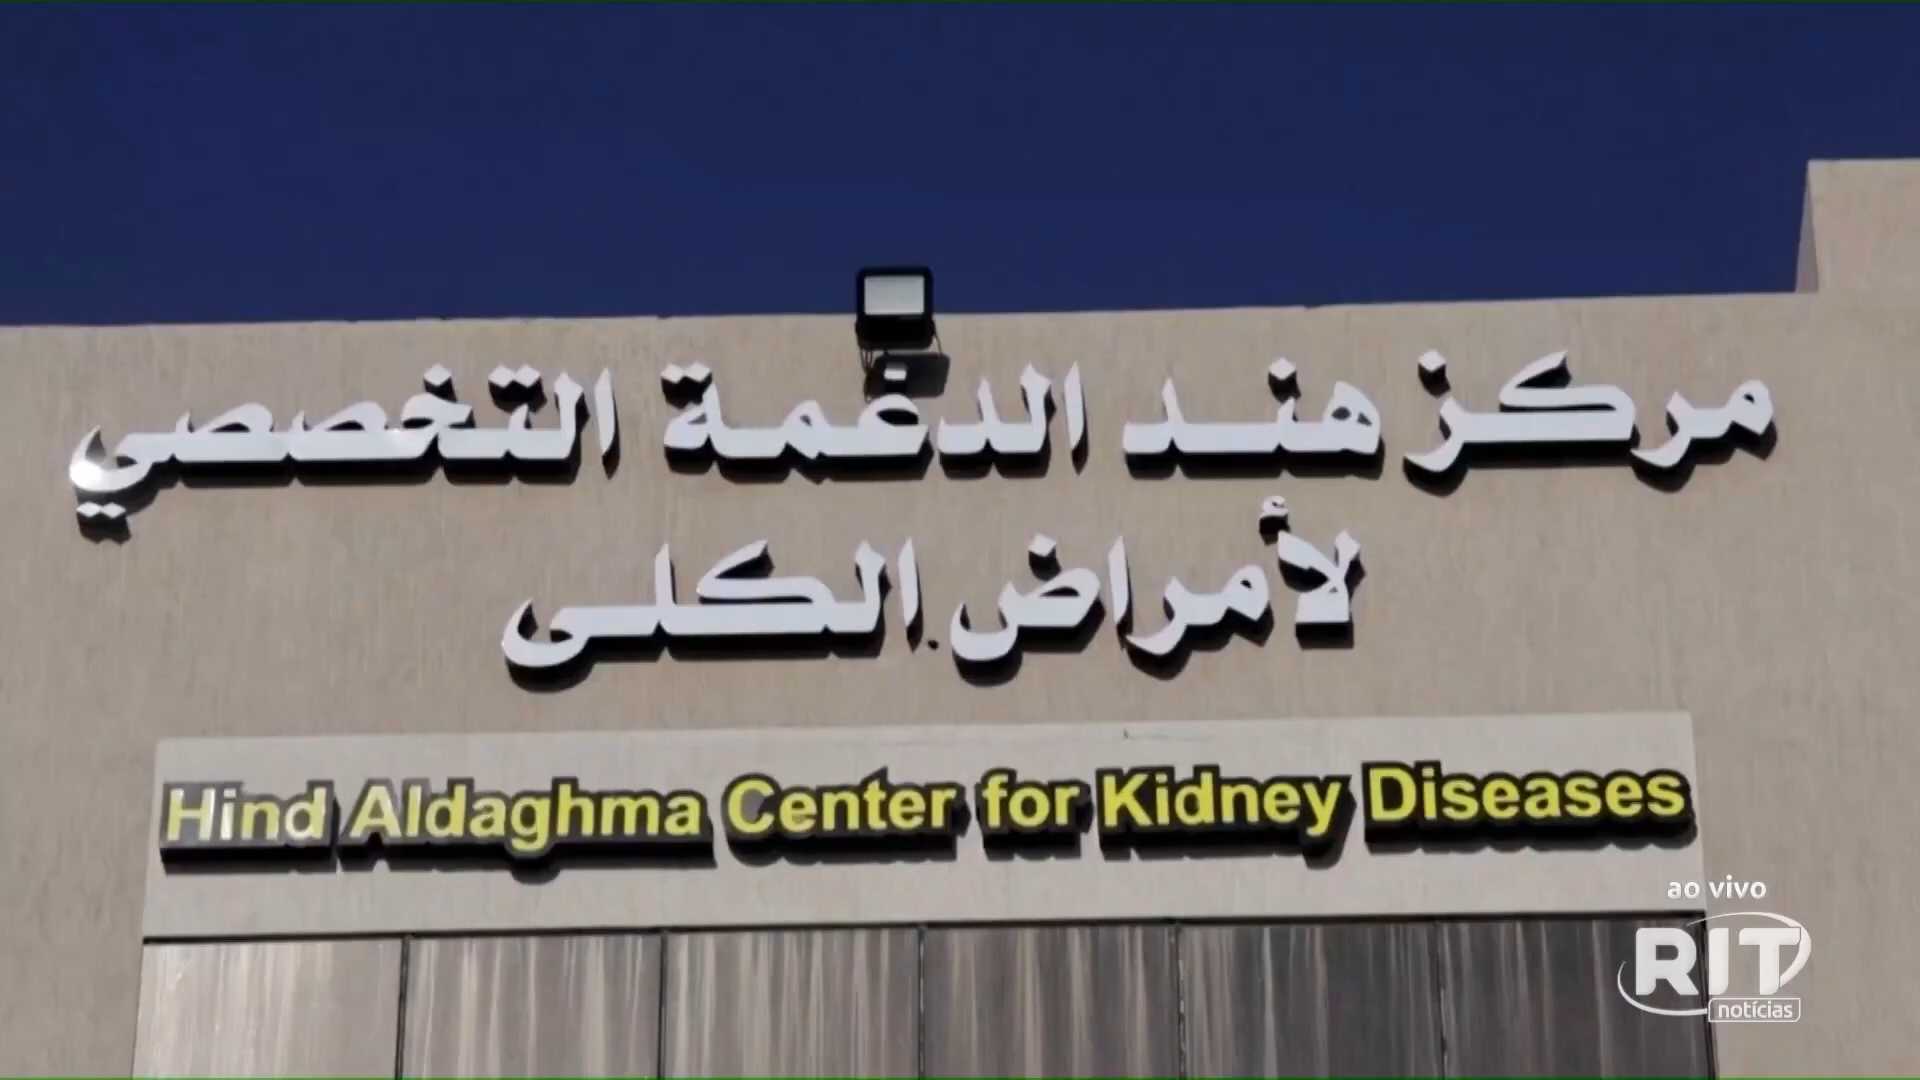 مركز هند الدغمة التخصصي
لأمراض الكلى
Hind Aldaghma Center for Kidney Diseases
ao vivo
RIT
notícias